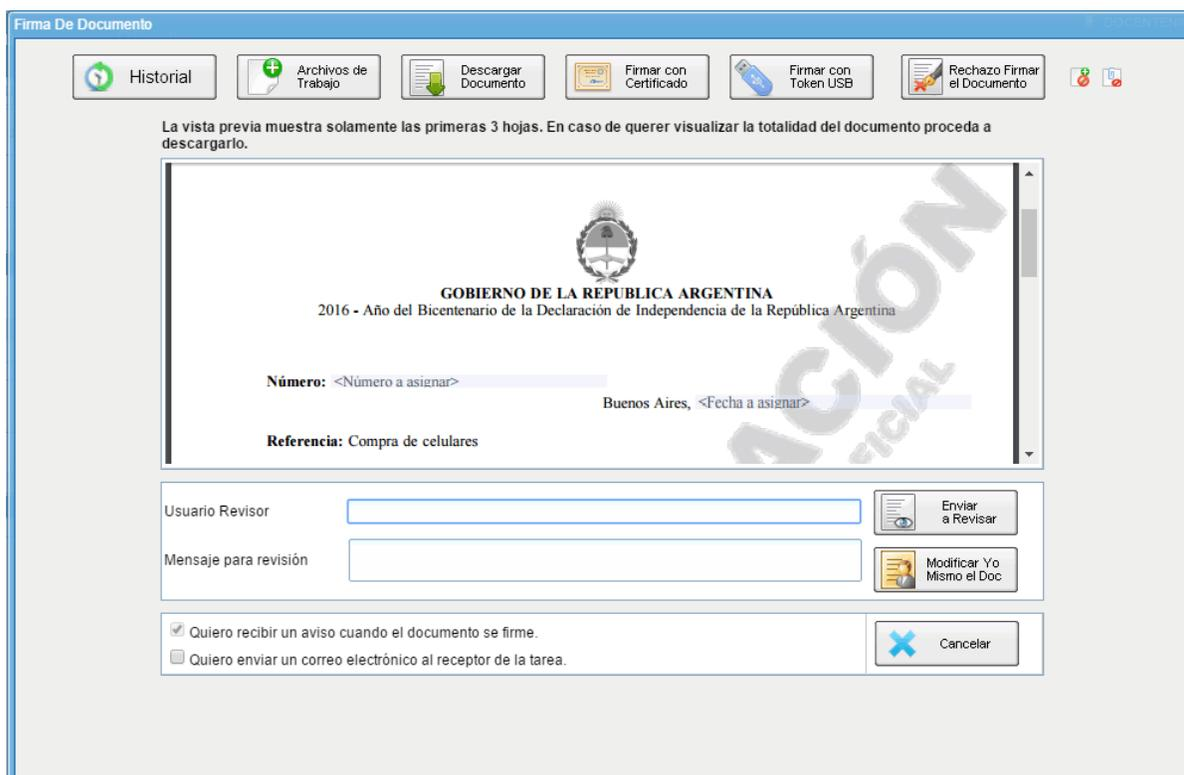 Firma De Documento
Historial
Archivos de
Trabajo
Descargar
Documento
Firmar con
Certificado
Firmar con
Token USB
Rechazo Firmar
el Documento
La vista previa muestra solamente las primeras 3 hojas. En caso de querer visualizar la totalidad del documento proceda a
descargarlo.
GOBIERNO DE LA REPUBLICA ARGENTINA
2016 - Año del Bicentenario de la Declaración de Independencia de la República Argentina
Número: <Número a asignar>
Buenos Aires, <Fecha a asignar>
Referencia: Compra de celulares
ACIÓN
FICIAL
Usuario Revisor
Enviar
a Revisar
Mensaje para revisión
Modificar Yo
Mismo el Doc
Quiero recibir un aviso cuando el documento se firme.
Quiero enviar un correo electrónico al receptor de la tarea.
Cancelar